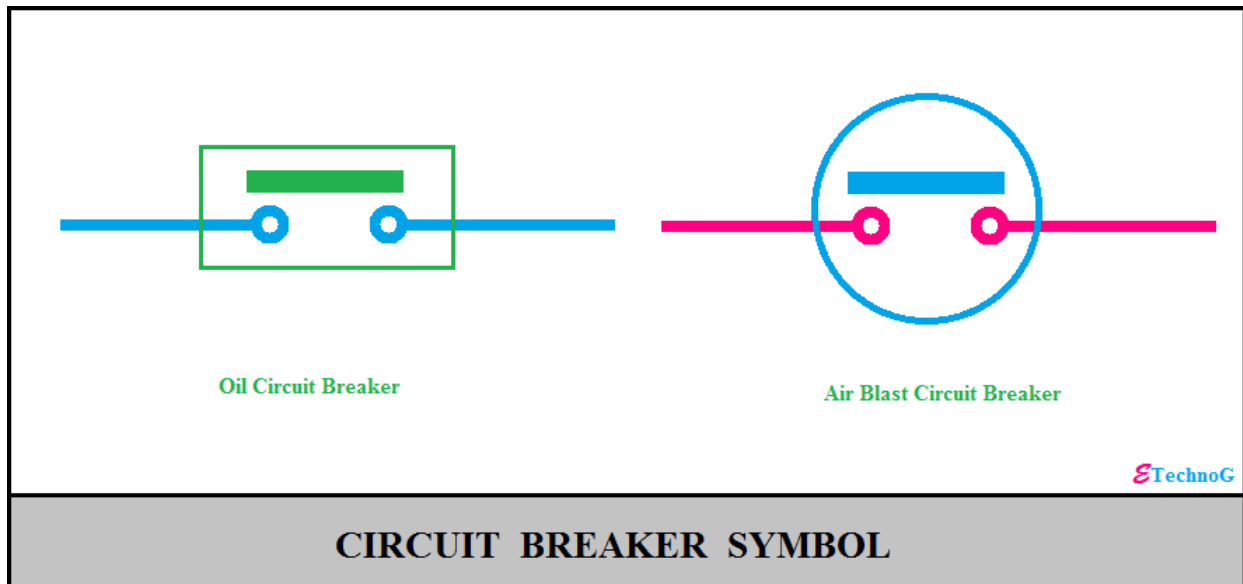 Oil Circuit Breaker
Air Blast Circuit Breaker
ETechnoG
CIRCUIT BREAKER SYMBOL